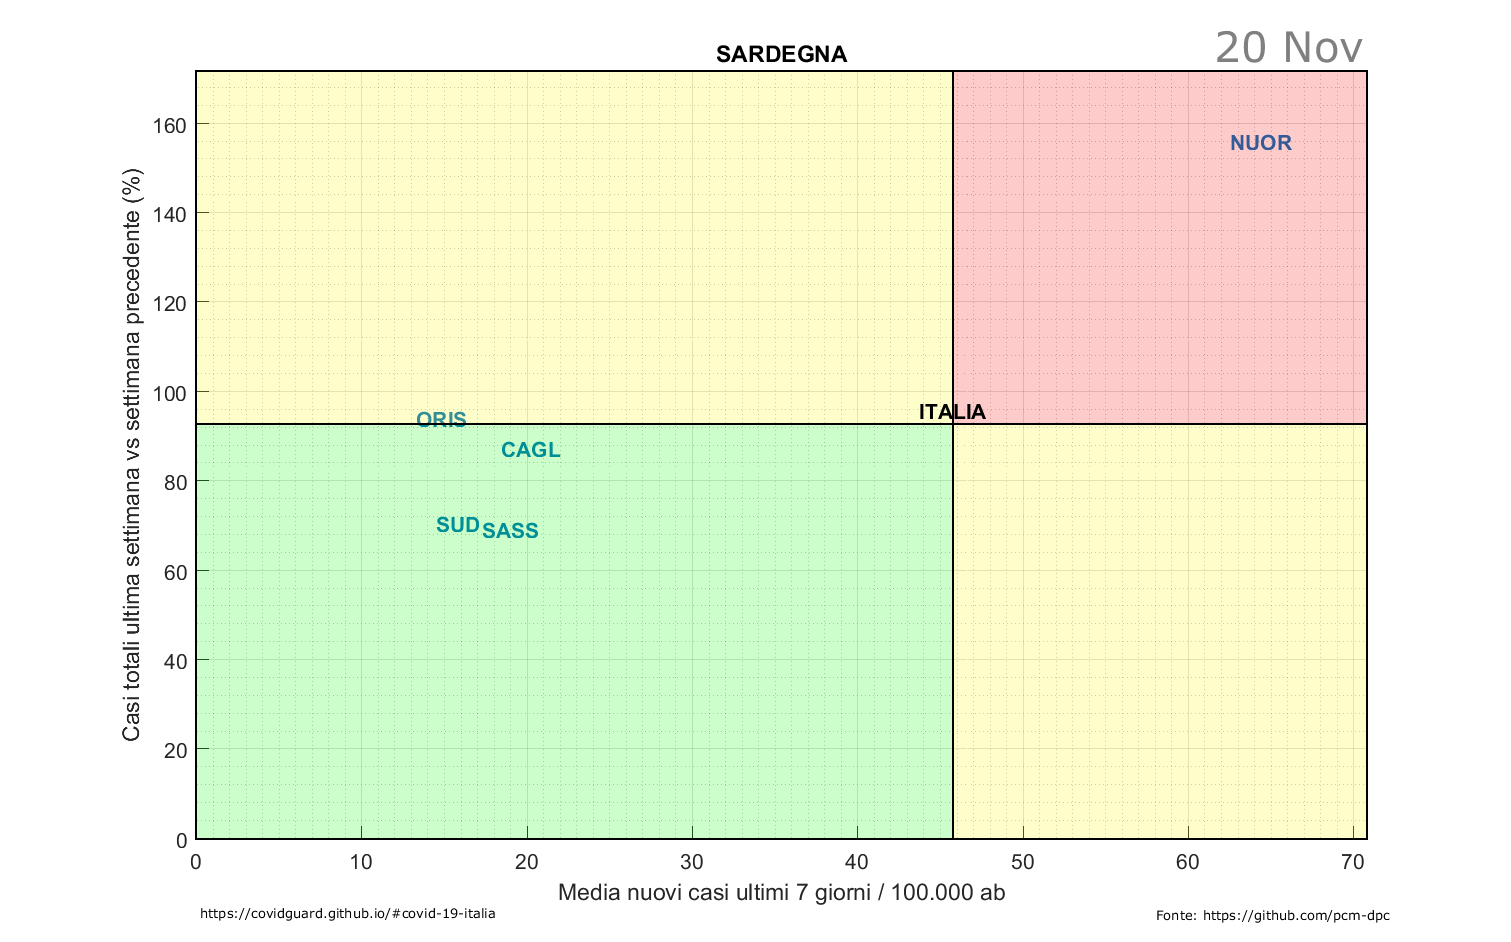 20 Nov
SARDEGNA
Casi totali ultima settimana vs settimana precedente (%)
160
140
120
100
80
60
40
20
0
NUOR
ITALIA
ORIS
CAGL
SUD
SASS
0 10 20 30 40 50 60 70
Media nuovi casi ultimi 7 giorni / 100.000 ab
https://covidguard.github.io/#covid-19-italia
Fonte: https://github.com/pcm-dpc